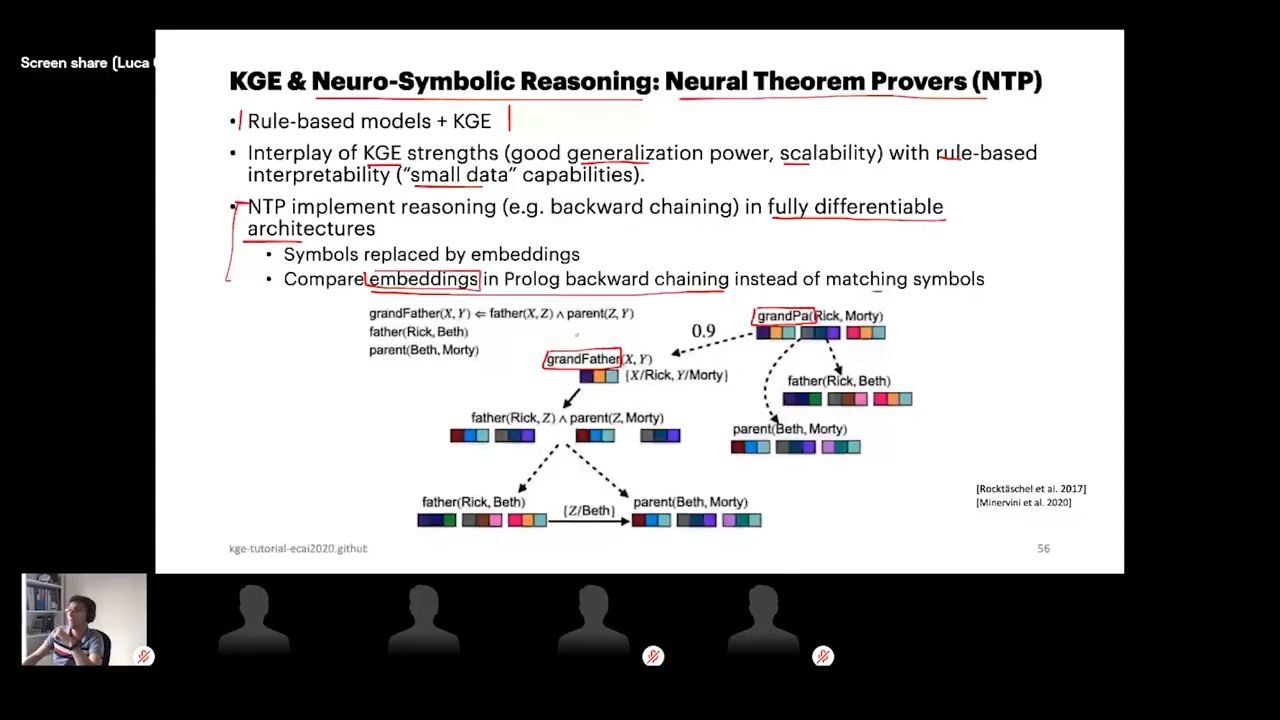 Screen share (Luca
KGE & Neuro-Symbolic Reasoning: Neural Theorem Provers (NTP)
• Rule-based models + KGE
• Interplay of KGE strengths (good generalization power, scalability) with rule-based
interpretability ("small data" capabilities).
• NTP implement reasoning (e.g. backward chaining) in fully differentiable
architectures
• Symbols replaced by embeddings
• Compare embeddings in Prolog backward chaining instead of matching symbols
grandFather(X, Y) ⇐ father(X, Z) ∧ parent(Z, Y)
father(Rick, Beth)
parent(Beth, Morty)
grandPa(Rick, Morty)
0.9
grandFather(X, Y)
{X/Rick, Y/Morty}
father(Rick, Beth)
father(Rick, Z) ∧ parent(Z, Morty)
parent(Beth, Morty)
father(Rick, Beth)
{Z/Beth}
parent(Beth, Morty)
[Rocktäschel et al. 2017]
[Minervini et al. 2020]
kge-tutorial-ecai2020.github
56